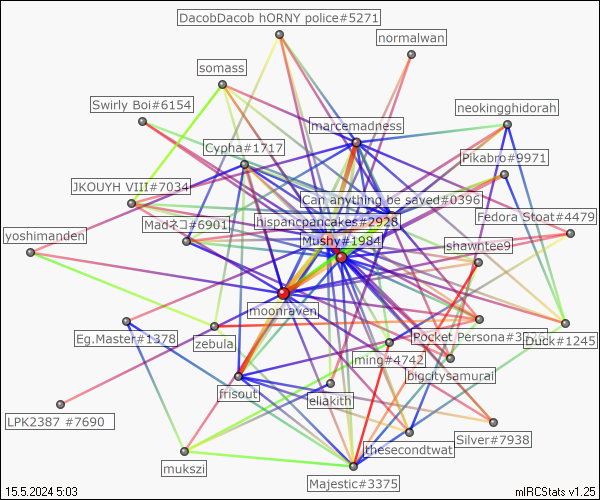 DacobDacob hORNY police#5271
normalwan
somass
Swirly Boi#6154
neokingghidorah
marcemadness
Cypha#1717
Pikabro#9971
JKOUYH VIII#7034
Can anything be saved#0396
Madネコ#6901
hispancpancakes#2928
Fedora Stoat#4479
yoshimanden
Mushy#1984
shawntee9
moonraven
Eg.Master#1378
zebula
Pocket
Duck#1245
ming#4742
bigcitysamurai
frisout
eliakith
LPK2387 #7690
Silver#7938
thesecondtwat
mukszi
Majestic#3375
15.5.2024 5:03
mIRCStats v1.25